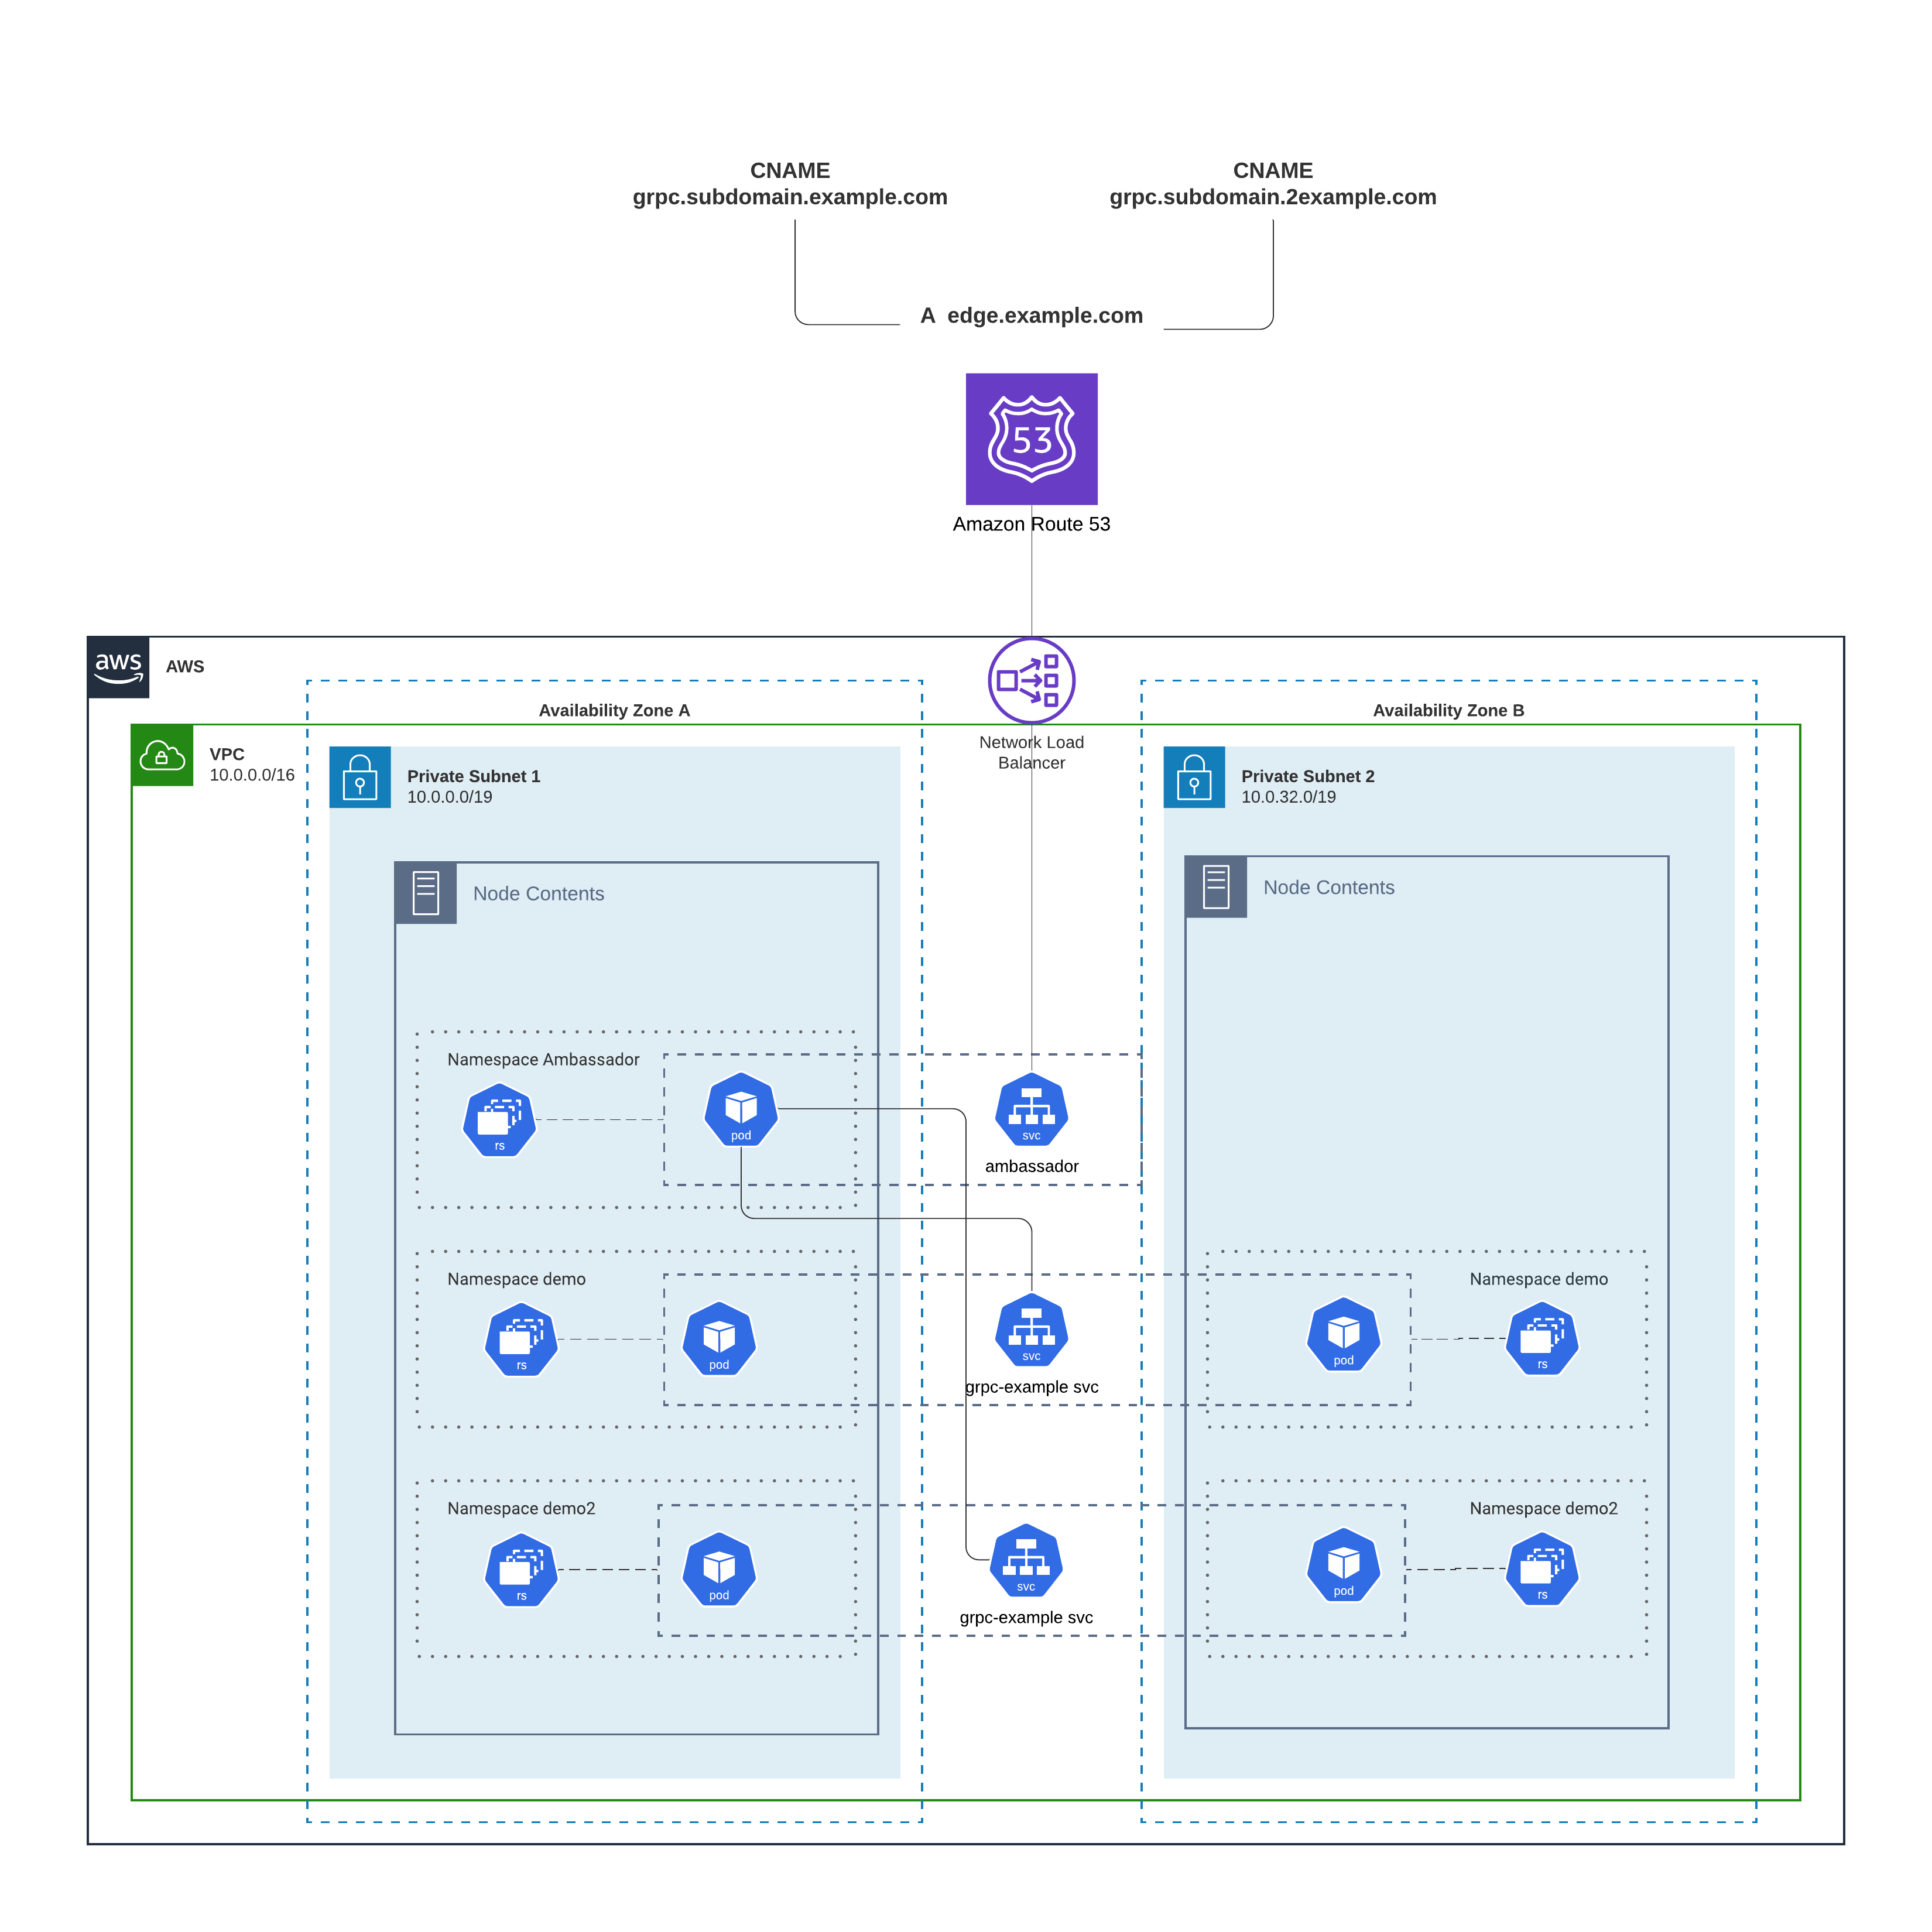 CNAME
grpc.subdomain.example.com
CNAME
grpc.subdomain.2example.com
A  edge.example.com
53
Amazon Route 53
aws
AWS
Availability Zone A
Availability Zone B
Network Load
Balancer
VPC
10.0.0.0/16
Private Subnet 1
10.0.0.0/19
Private Subnet 2
10.0.32.0/19
Node Contents
Node Contents
Namespace Ambassador
rs
pod
svc
ambassador
Namespace demo
rs
pod
svc
grpc-example svc
Namespace demo
pod
rs
Namespace demo2
rs
pod
svc
grpc-example svc
Namespace demo2
pod
rs